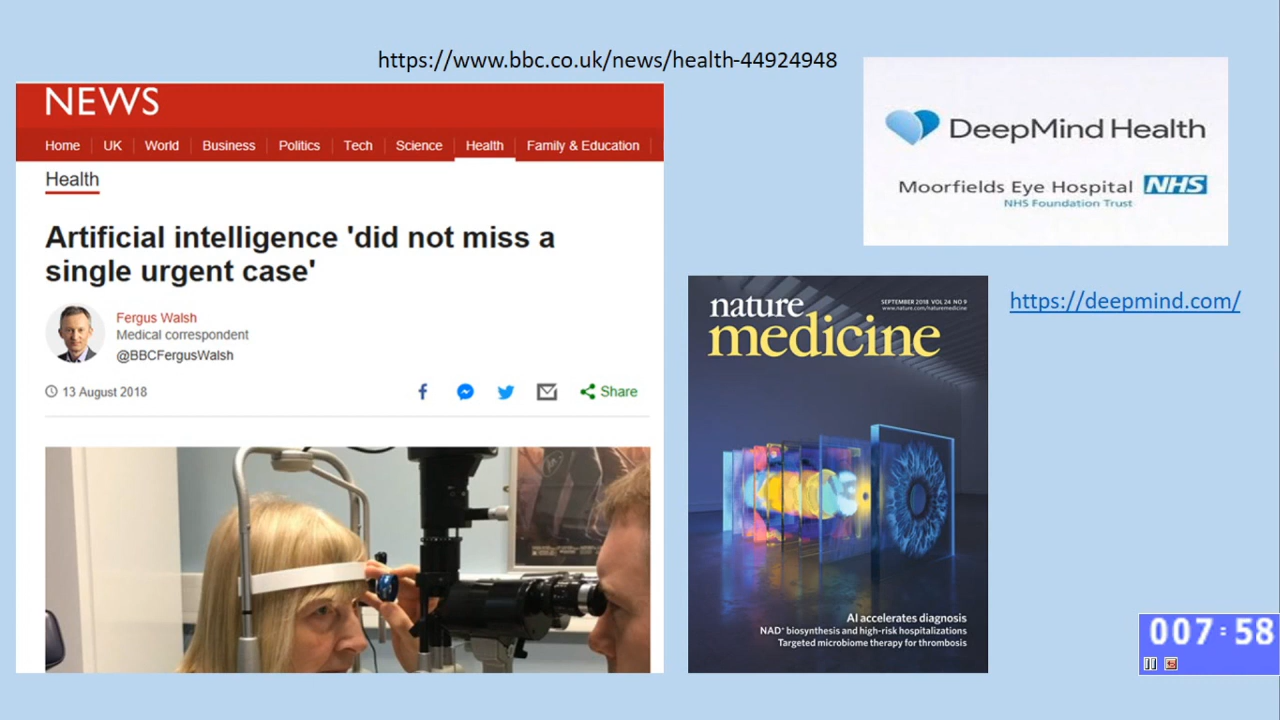 https://www.bbc.co.uk/news/health-44924948
NEWS
Home UK World Business Politics Tech Science Health Family & Education
Health
Artificial intelligence 'did not miss a
single urgent case'
Fergus Walsh
Medical correspondent
@BBCFergusWalsh
13 August 2018
Share
DeepMind Health
Moorfields Eye Hospital NHS
NHS Foundation Trust
https://deepmind.com/
nature
medicine
SEPTEMBER 2018 VOL 24 NO 9
www.nature.com/naturemedicine
AI accelerates diagnosis
NAD⁺ biosynthesis and high-risk hospitalizations
Targeted microbiome therapy for thrombosis
007:58